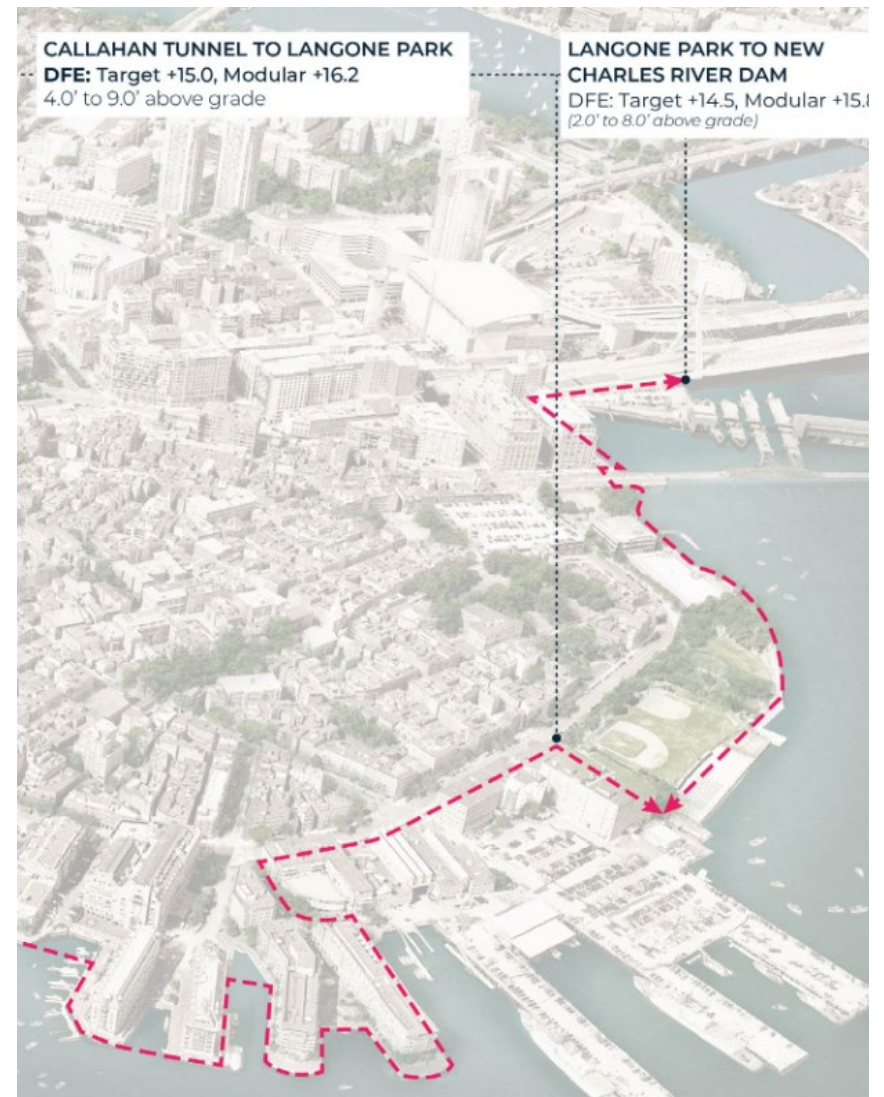 CALLAHAN TUNNEL TO LANGONE PARK
DFE: Target +15.0, Modular +16.2
4.0' to 9.0' above grade
LANGONE PARK TO NEW
CHARLES RIVER DAM
DFE: Target +14.5, Modular +15.8
(2.0' to 8.0' above grade)